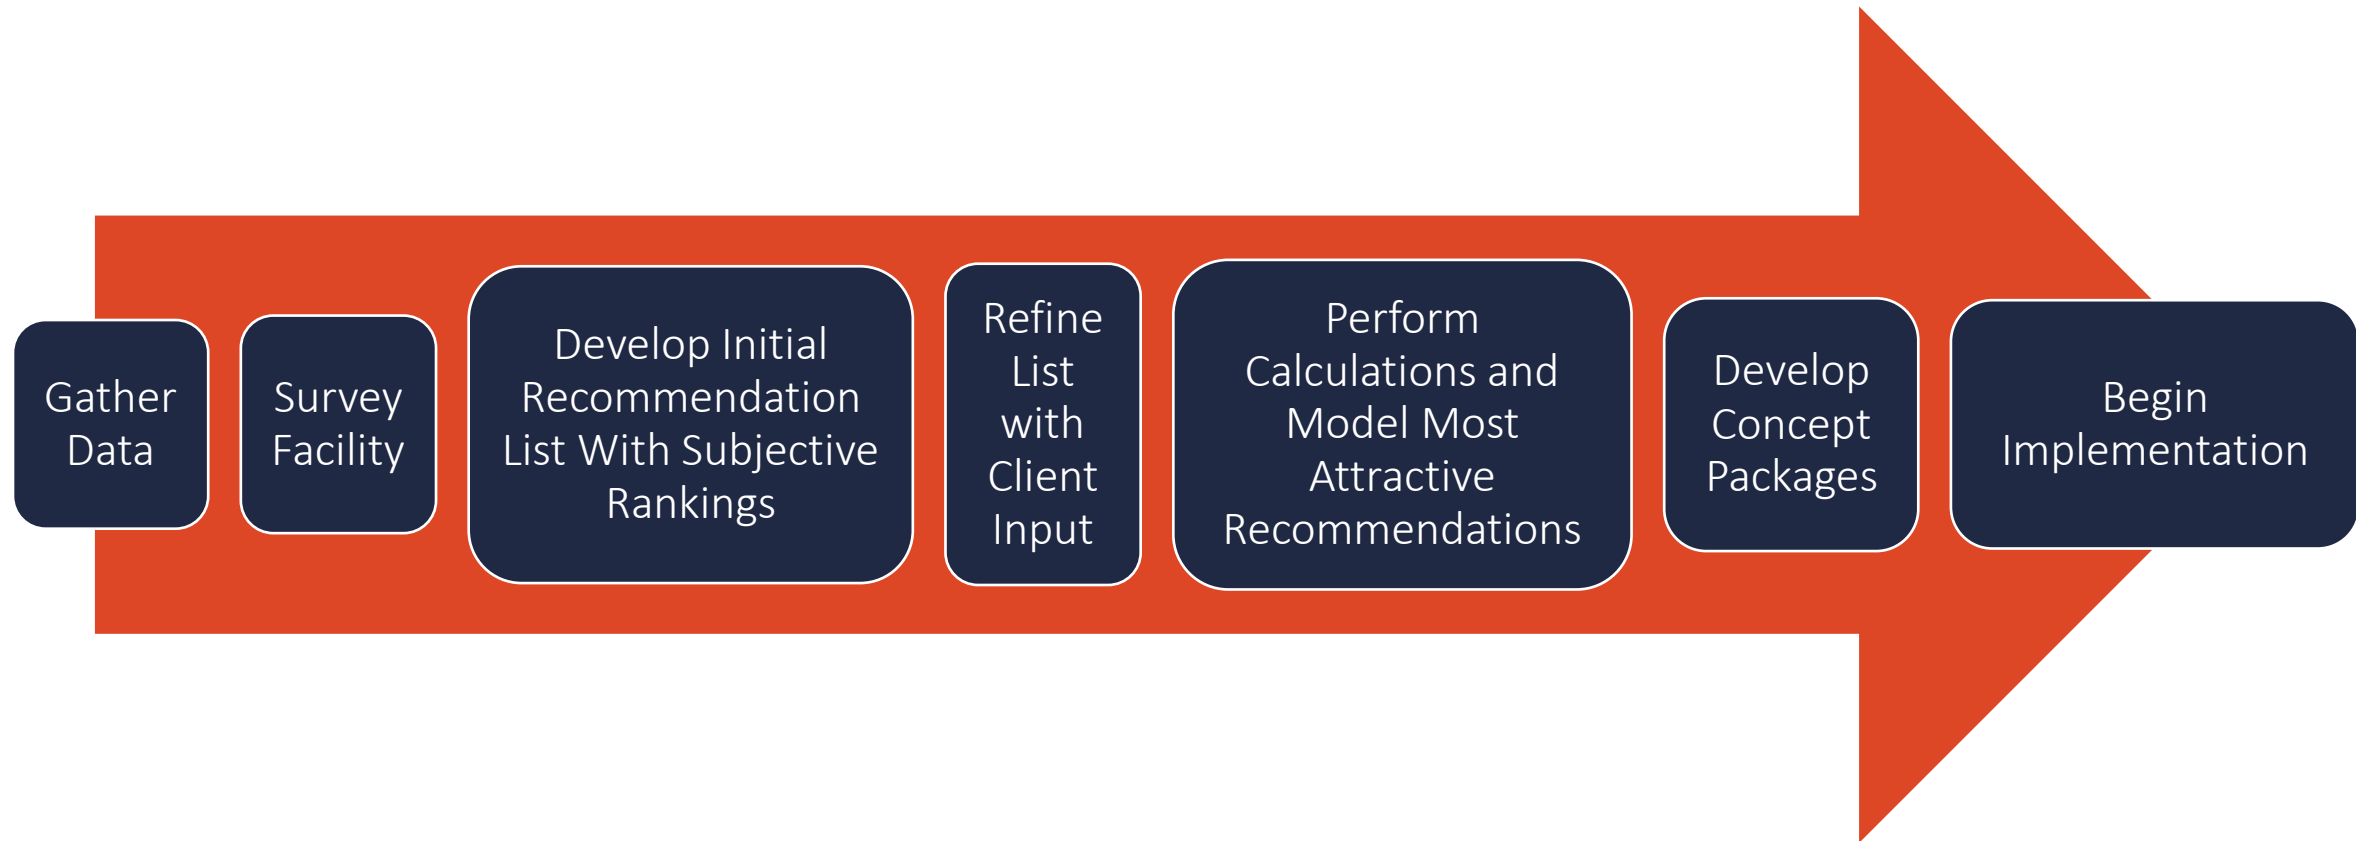 Gather
Data
Survey
Facility
Develop Initial
Recommendation
List With Subjective
Rankings
Refine
List
with
Client
Input
Perform
Calculations and
Model Most
Attractive
Recommendations
Develop
Concept
Packages
Begin
Implementation